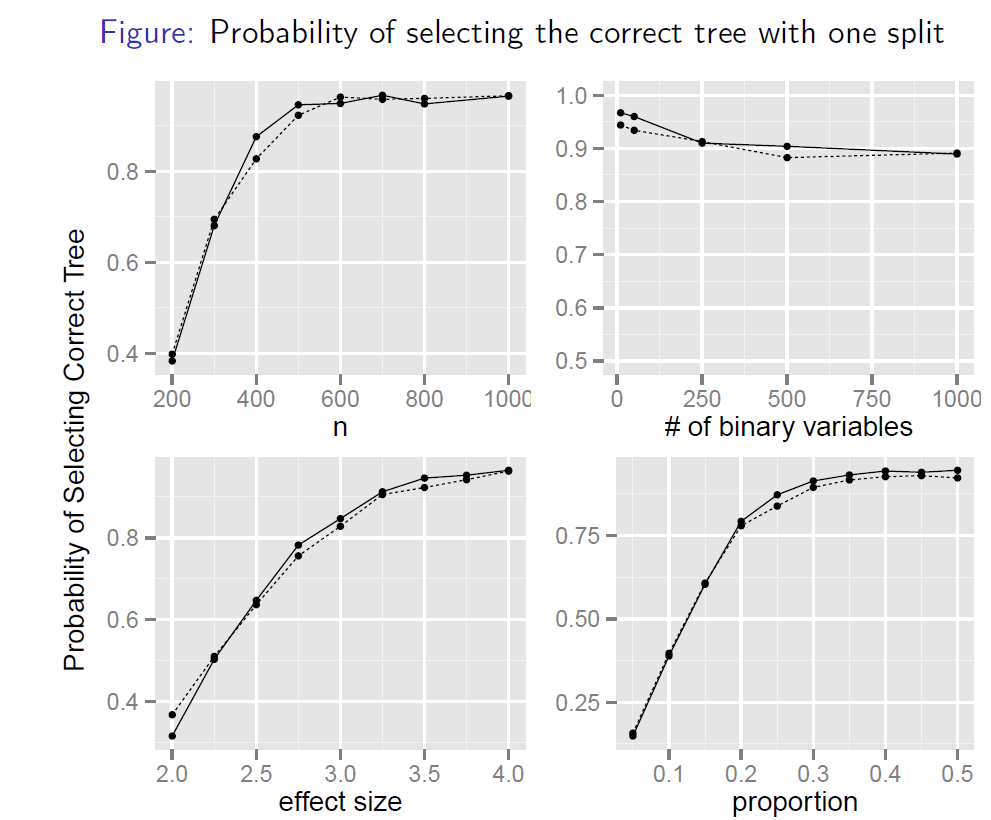 Figure: Probability of selecting the correct tree with one split
Probability of Selecting Correct Tree
0.8
0.6
0.4
200 400 600 800 1000
n
1.0
0.9
0.8
0.7
0.6
0.5
0 250 500 750 1000
# of binary variables
0.8
0.6
0.4
2.0 2.5 3.0 3.5 4.0
effect size
0.75
0.50
0.25
0.1 0.2 0.3 0.4 0.5
proportion